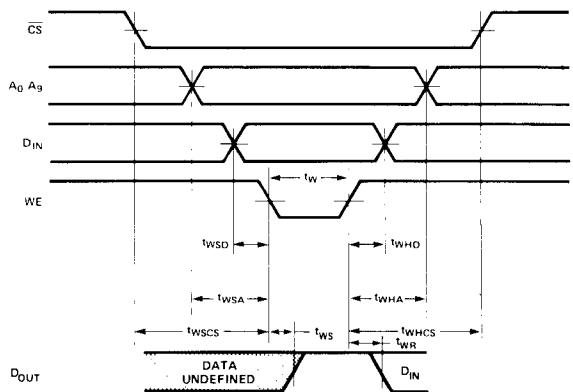 CS
A0 A9
DIN
WE
tW
tWSD
tWHD
tWSA
tWHA
tWSCS
tWS
tWHCS
tWR
DOUT
DATA
UNDEFINED
DIN